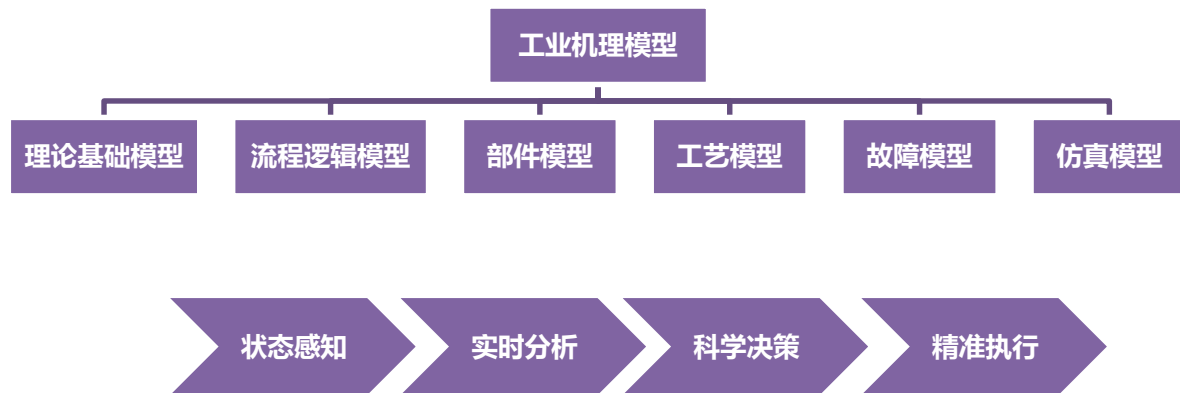 工业机理模型
理论基础模型
流程逻辑模型
部件模型
工艺模型
故障模型
仿真模型
状态感知
实时分析
科学决策
精准执行